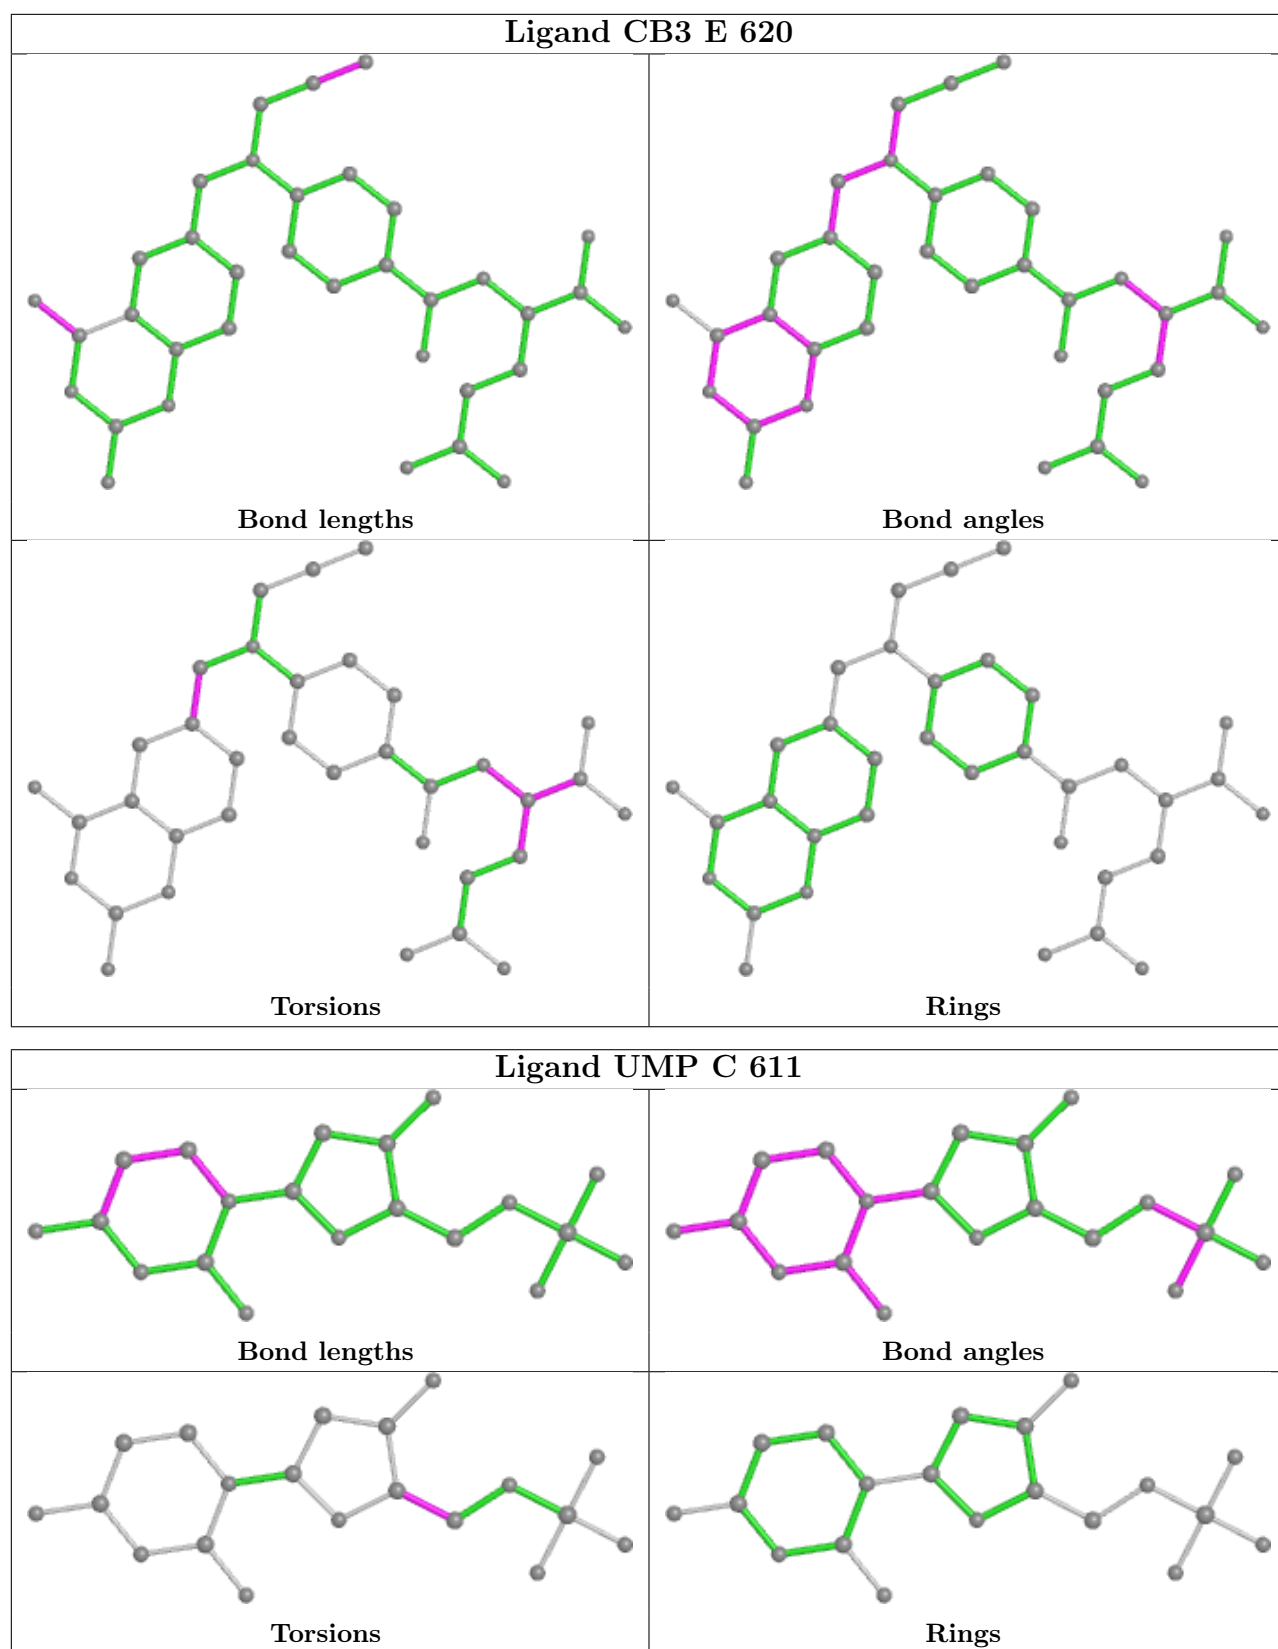 Ligand CB3 E 620
Bond lengths
Bond angles
Torsions
Rings
Ligand UMP C 611
Bond lengths
Bond angles
Torsions
Rings